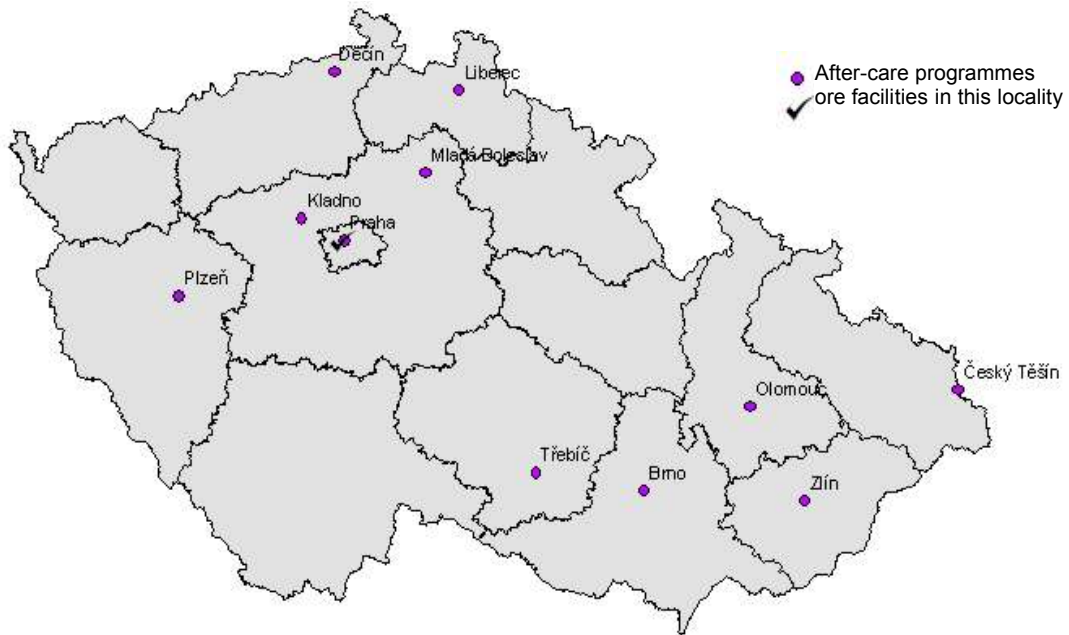 Děčín
Liberec
After-care programmes
ore facilities in this locality
Mladá Boleslav
Kladno
Praha
Plzeň
Český Těšín
Olomouc
Třebíč
Brno
Zlín